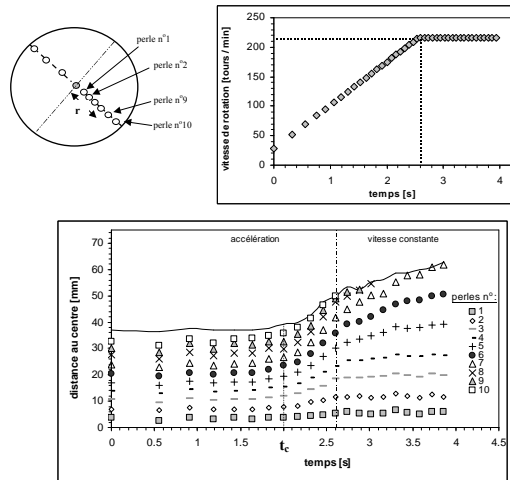 perle n°1
perle n°2
perle n°9
perle n°10
r
vitesse de rotation [tours / min]
250
200
150
100
50
0
0 1 2 3 4
temps [s]
accélération
vitesse constante
distance au centre [mm]
70
60
50
40
30
20
10
0
perles n°:
1
2
3
4
5
6
7
8
9
10
0 0.5 1 1.5 2.0 2.5 3.0 3.5 4 4.5
t_c
temps [s]